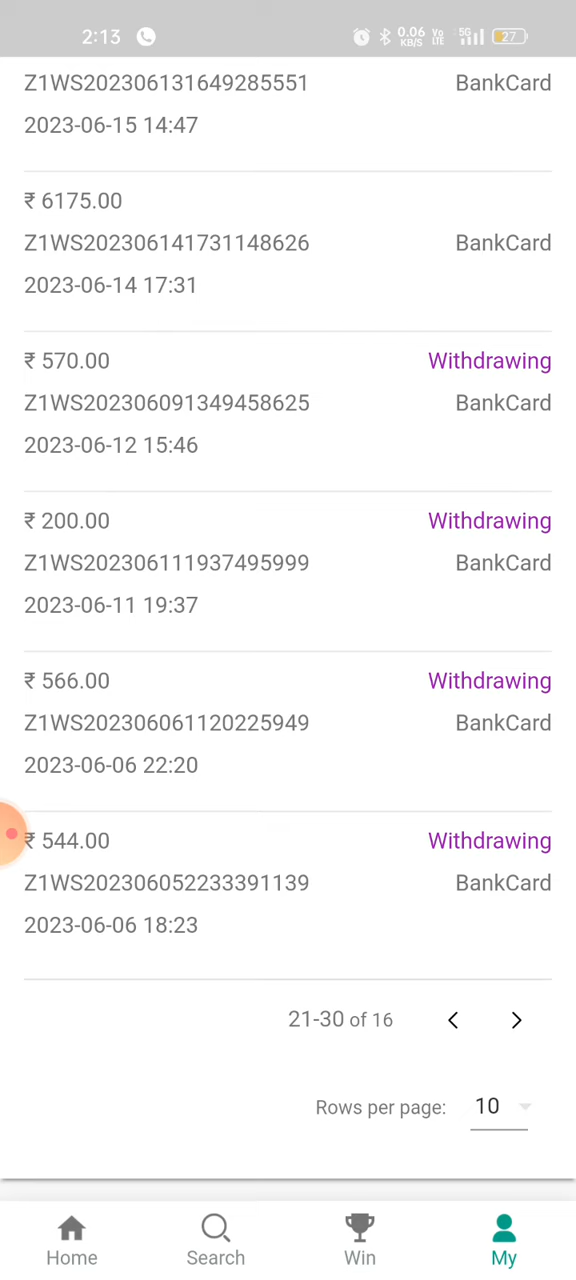 2:13
0.06 KB/S
Vo LTE
5G
27
Z1WS202306131649285551 BankCard
2023-06-15 14:47
₹ 6175.00
Z1WS202306141731148626 BankCard
2023-06-14 17:31
₹ 570.00 Withdrawing
Z1WS202306091349458625 BankCard
2023-06-12 15:46
₹ 200.00 Withdrawing
Z1WS202306111937495999 BankCard
2023-06-11 19:37
₹ 566.00 Withdrawing
Z1WS202306061120225949 BankCard
2023-06-06 22:20
₹ 544.00 Withdrawing
Z1WS202306052233391139 BankCard
2023-06-06 18:23
21-30 of 16
Rows per page: 10
Home Search Win My